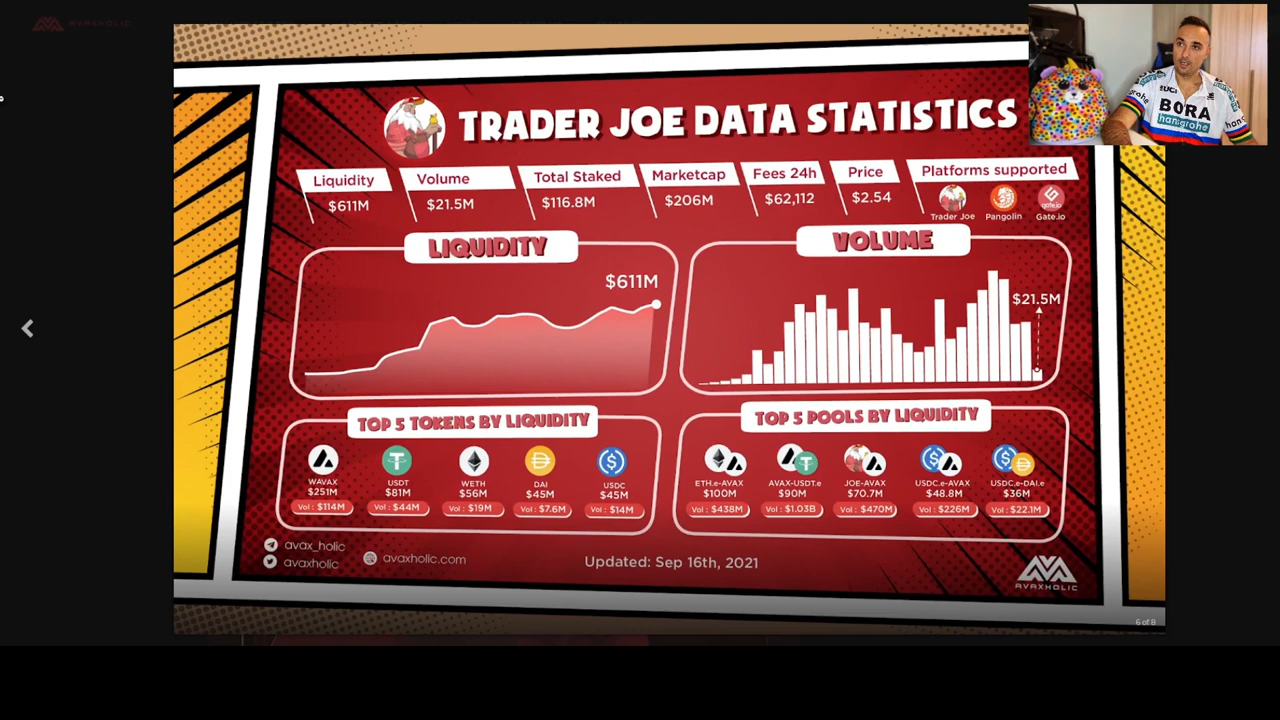 AVAXHOLIC
TRADER JOE DATA STATISTICS
Liquidity
$611M
Volume
$21.5M
Total Staked
$116.8M
Marketcap
$206M
Fees 24h
$62,112
Price
$2.54
Platforms supported
Trader Joe
Pangolin
Gate.io
gate.io
LIQUIDITY
$611M
VOLUME
$21.5M
TOP 5 TOKENS BY LIQUIDITY
WAVAX
$251M
Vol : $114M
USDT
$81M
Vol : $44M
WETH
$56M
Vol : $19M
DAI
$45M
Vol : $7.6M
USDC
$45M
Vol : $14M
TOP 5 POOLS BY LIQUIDITY
ETH.e-AVAX
$100M
Vol : $438M
AVAX-USDT.e
$90M
Vol : $1.03B
JOE-AVAX
$70.7M
Vol : $470M
USDC.e-AVAX
$48.8M
Vol : $226M
USDC.e-DAI.e
$36M
Vol : $22.1M
avax_holic
avaxholic
avaxholic.com
Updated: Sep 16th, 2021
AVAXHOLIC
6 of 8
UCI
BORA
hansgrohe